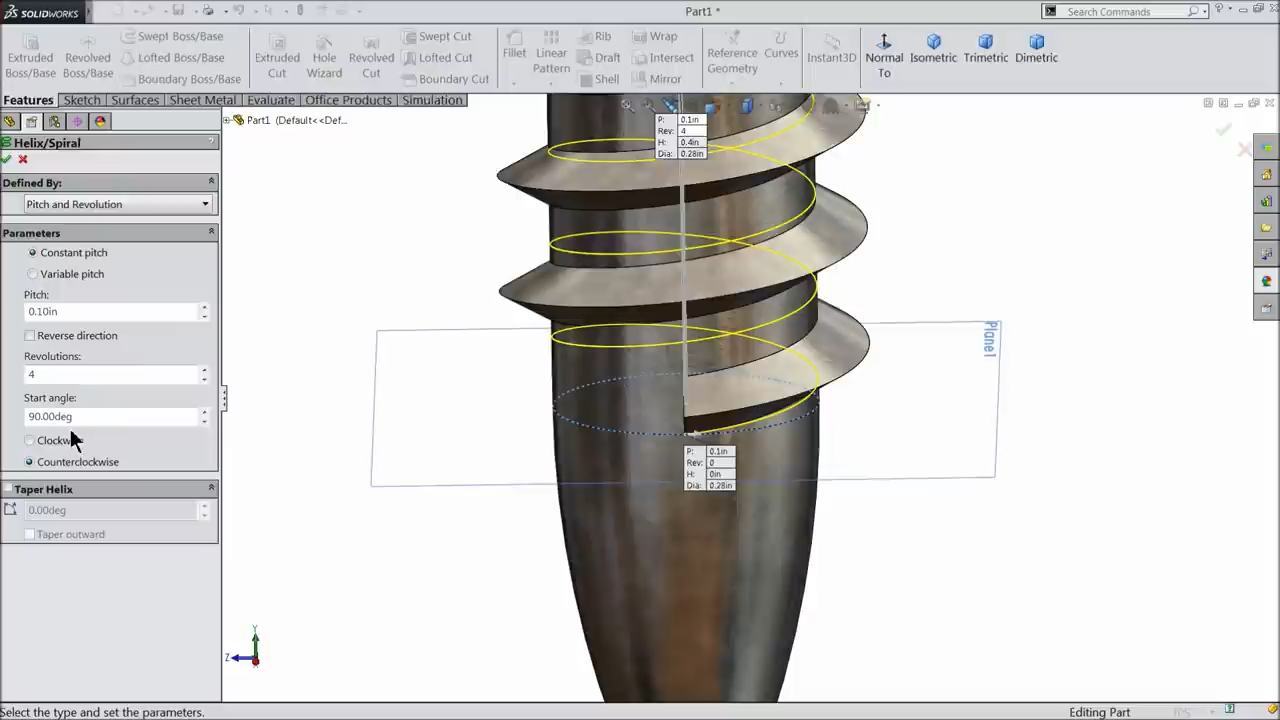 SOLIDWORKS
Part1 *
Search Commands
Extruded Boss/Base
Revolved Boss/Base
Swept Boss/Base
Lofted Boss/Base
Boundary Boss/Base
Extruded Cut
Hole Wizard
Revolved Cut
Swept Cut
Lofted Cut
Boundary Cut
Fillet
Linear Pattern
Rib
Draft
Shell
Wrap
Intersect
Mirror
Reference Geometry
Curves
Instant3D
Normal To
Isometric
Trimetric
Dimetric
Features
Sketch
Surfaces
Sheet Metal
Evaluate
Office Products
Simulation
Part1 (Default<<Def...
Helix/Spiral
Defined By:
Pitch and Revolution
Parameters
Constant pitch
Variable pitch
Pitch:
0.10in
Reverse direction
Revolutions:
4
Start angle:
90.00deg
Counterclockwise
Taper Helix
0.00deg
Taper outward
P: 0.1in
Rev: 4
H: 0.4in
Dia: 0.28in
Plane1
P: 0.1in
Rev: 0
H: 0in
Dia: 0.28in
Y
Z
Select the type and set the parameters.
Editing Part